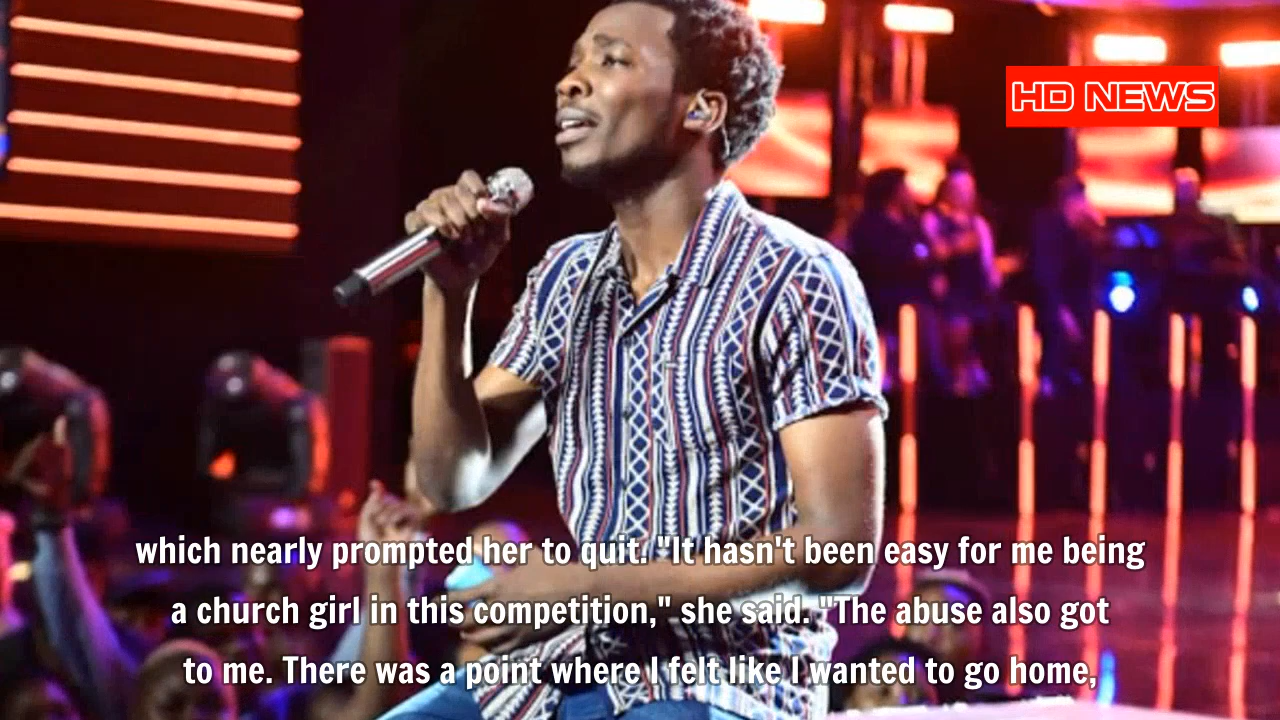 HD NEWS
which nearly prompted her to quit. "It hasn't been easy for me being
a church girl in this competition," she said. "The abuse also got
to me. There was a point where I felt like I wanted to go home,